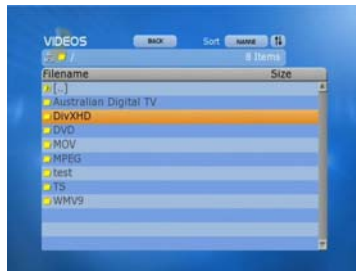 VIDEOS BACK Sort NAME
/ 8 Items
Filename Size
[..]
Australian Digital TV
DivXHD
DVD
MOV
MPEG
test
TS
WMV9